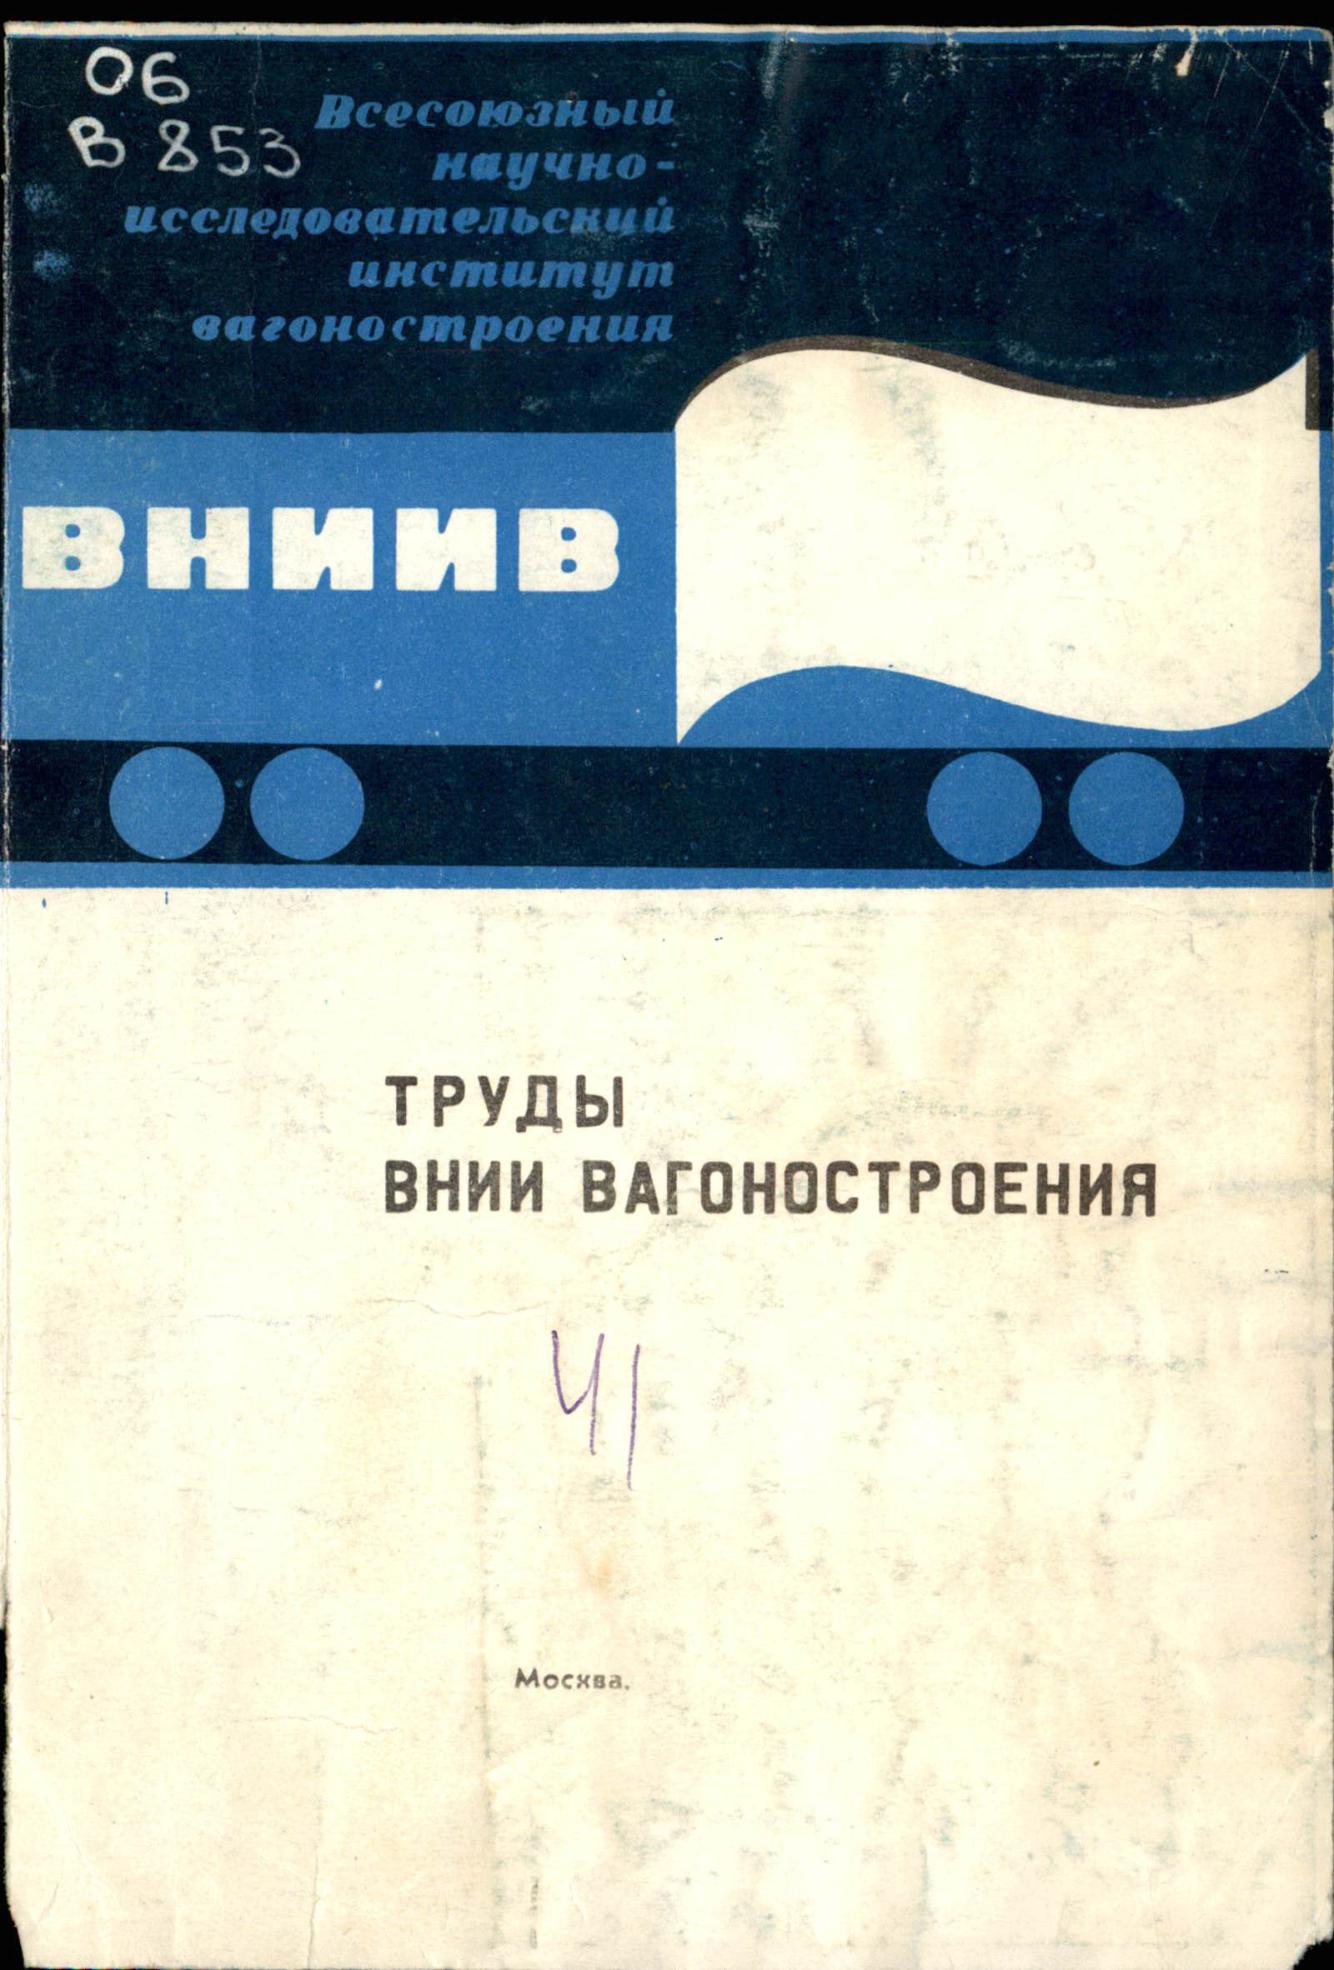 06
В 853
Всесоюзный
научно-
исследовательский
институт
вагоностроения
ВНИИВ
ТРУДЫ
ВНИИ ВАГОНОСТРОЕНИЯ
41
Москва.